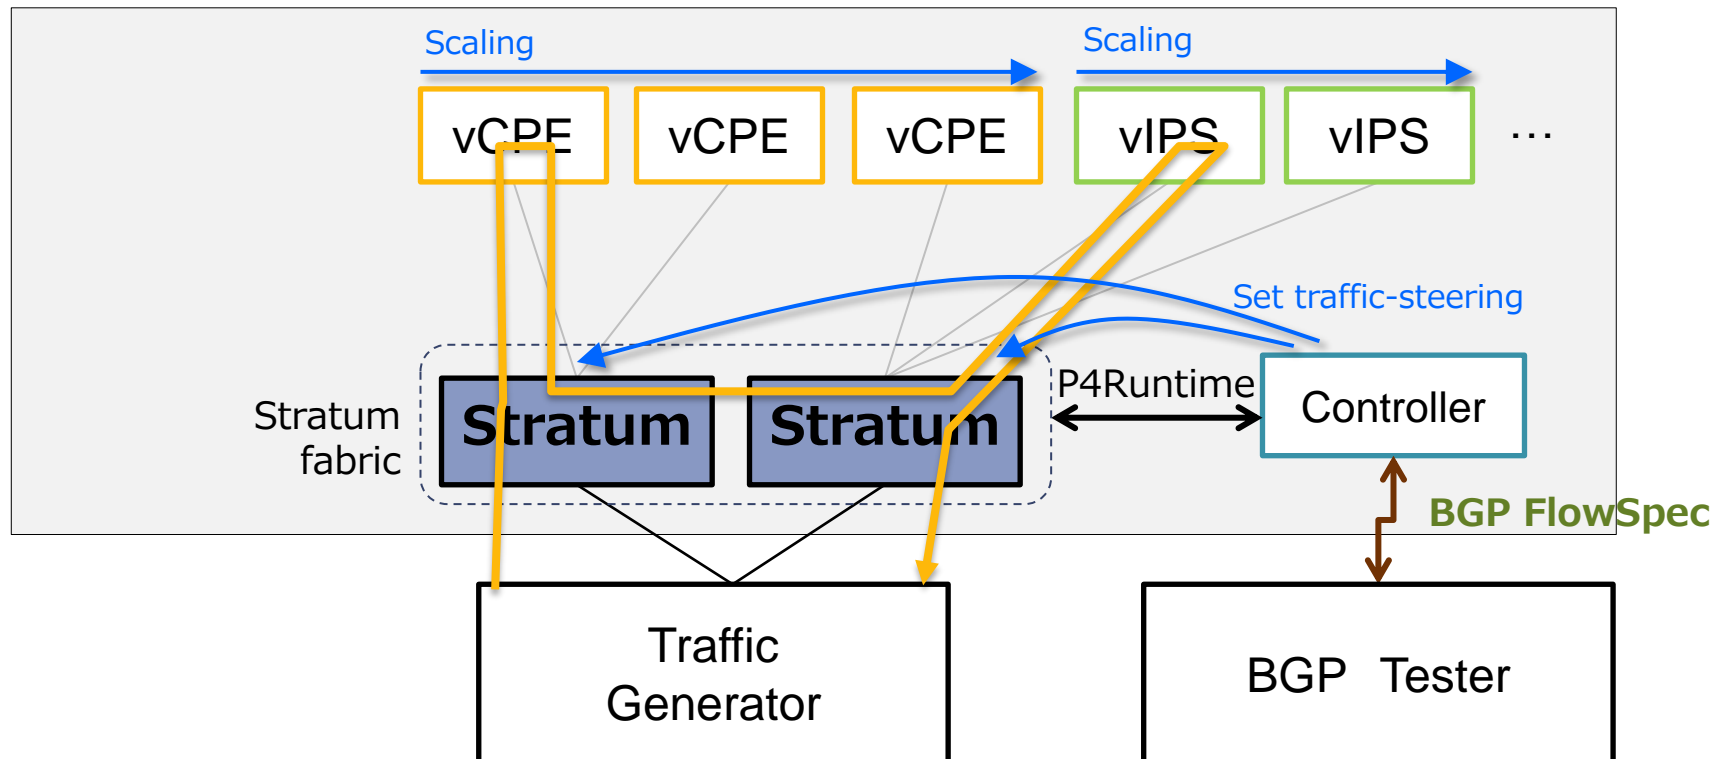 Scaling
Scaling
vCPE
vCPE
vCPE
vIPS
vIPS
...
Set traffic-steering
Stratum
fabric
Stratum
Stratum
P4Runtime
Controller
BGP FlowSpec
Traffic
Generator
BGP Tester